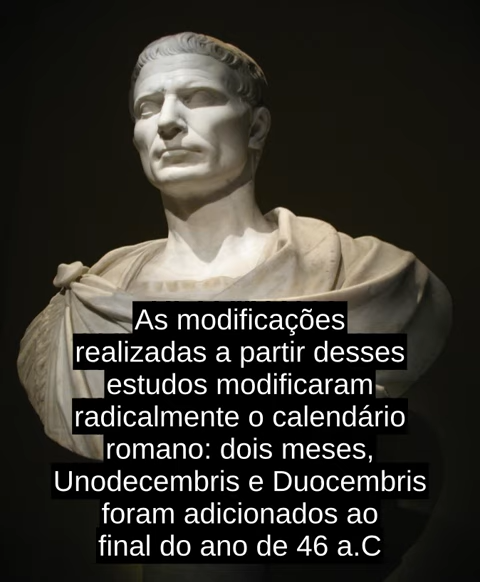 As modificações
realizadas a partir desses
estudos modificaram
radicalmente o calendário
romano: dois meses,
Unodecembris e Duocembris
foram adicionados ao
final do ano de 46 a.C